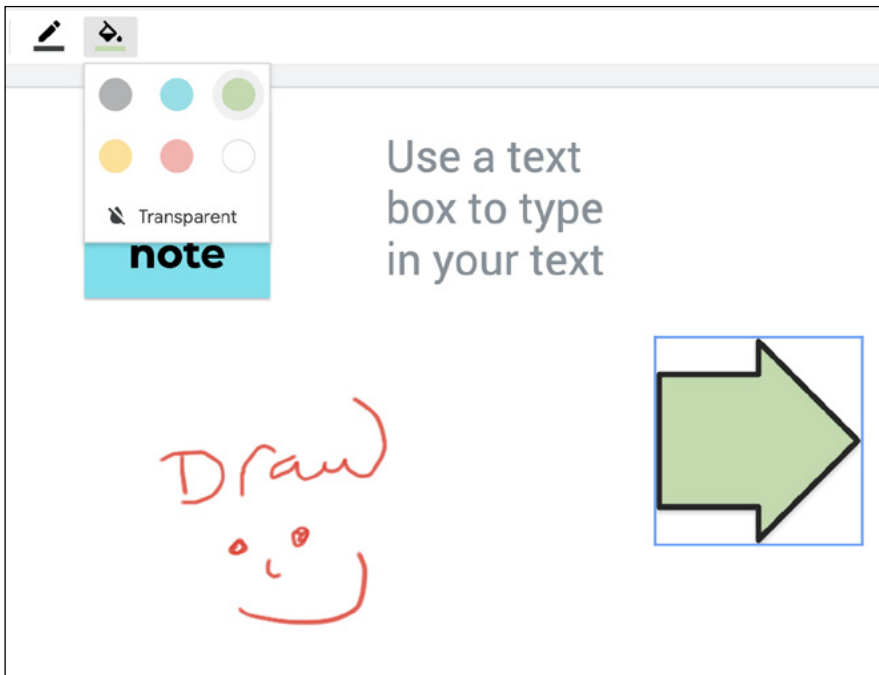 Transparent
note
Use a text
box to type
in your text
Draw